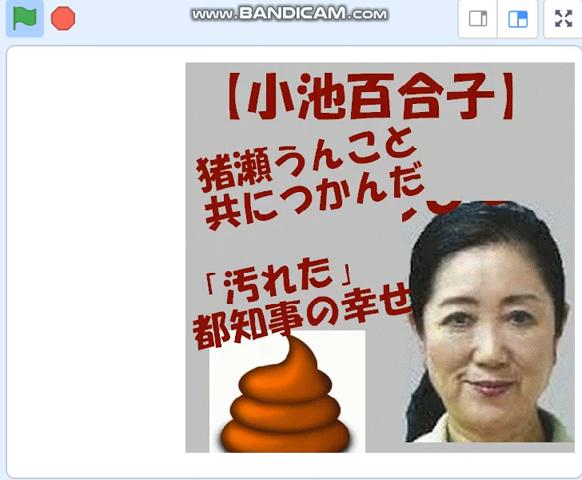 www.BANDICAM.com
【小池百合子】
猪瀬うんこと
共につかんだ
「汚れた」
都知事の幸せ